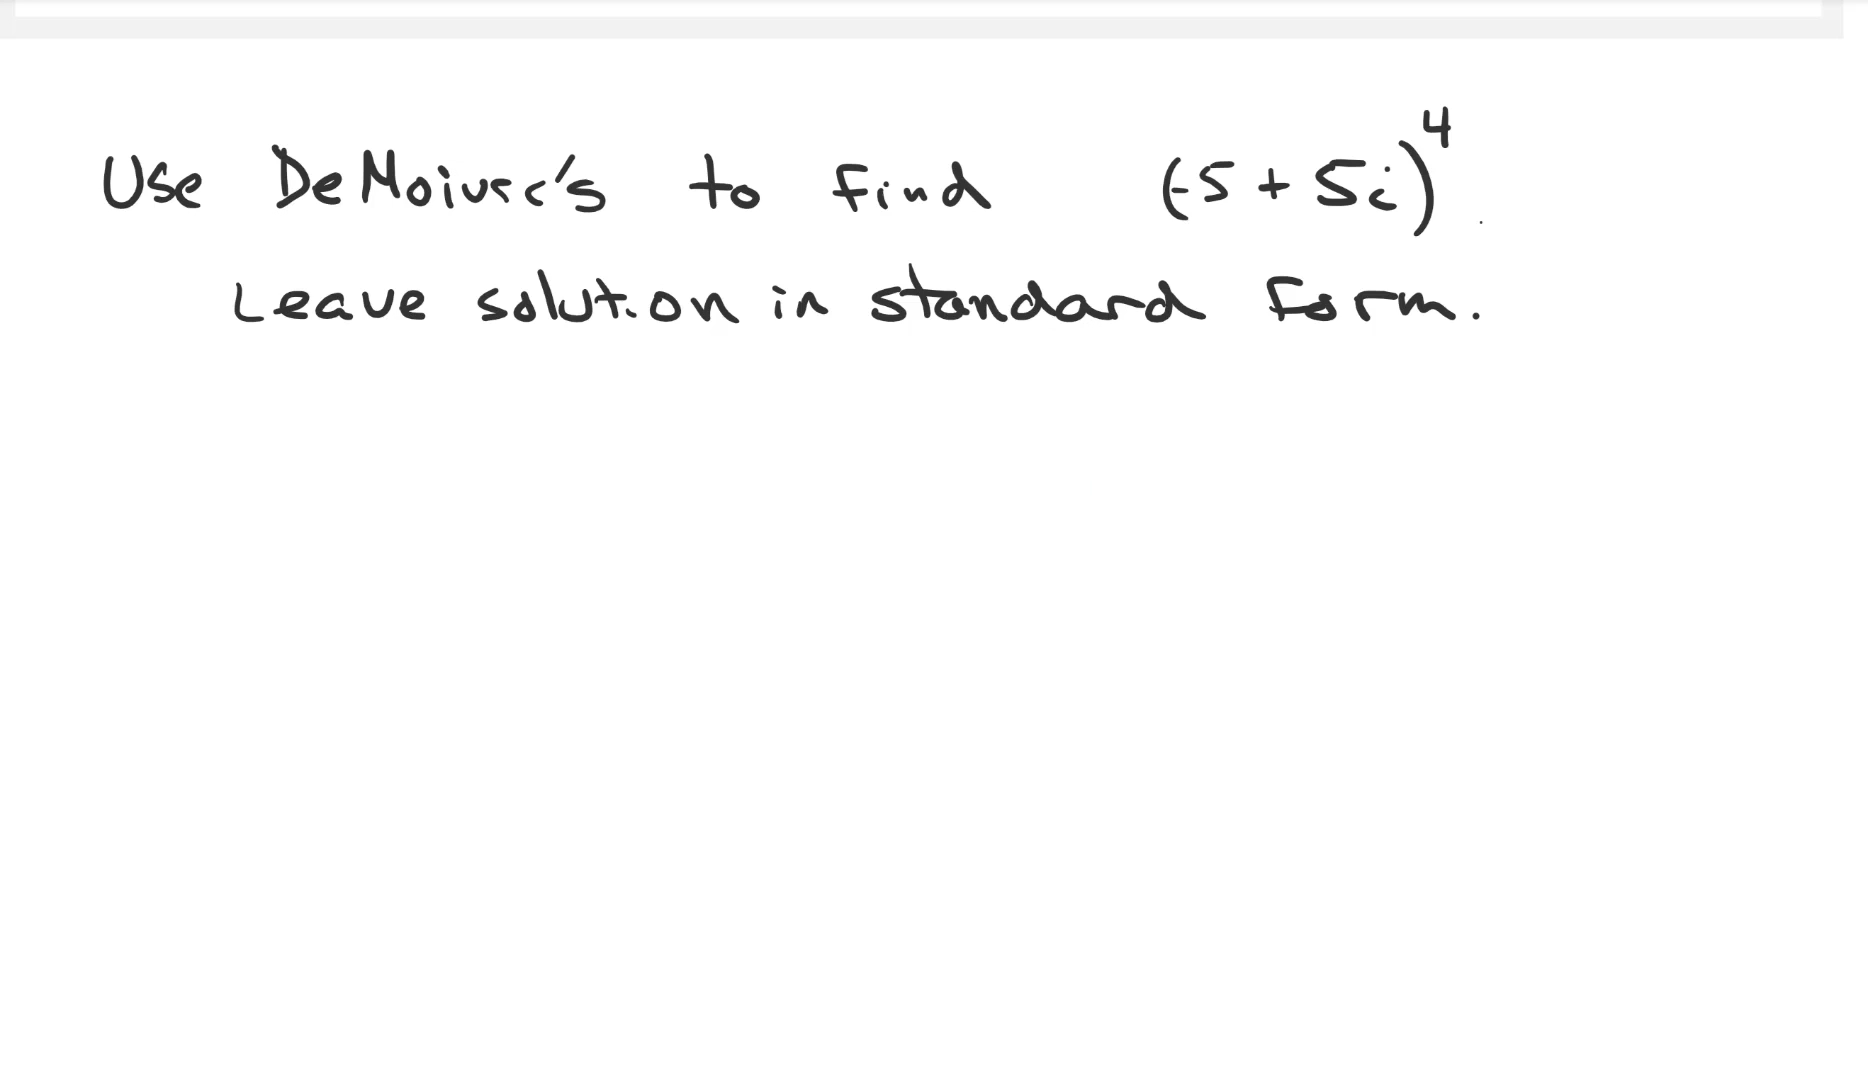 Use DeMoivre's to find (-5 + 5i)^4.
Leave solution in standard form.